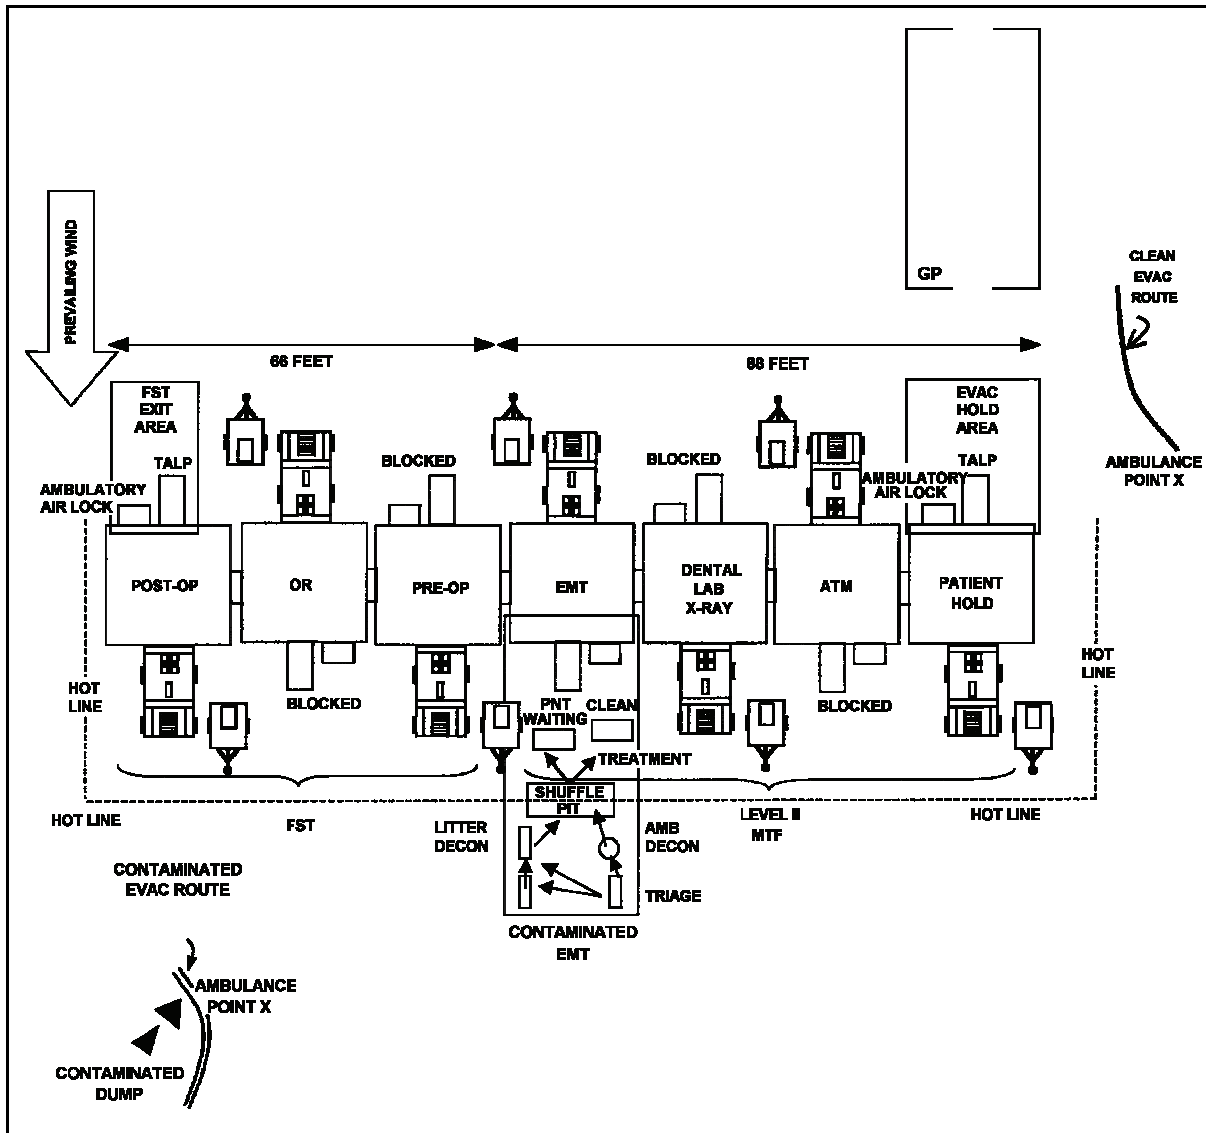 GP
CLEAN
EVAC
ROUTE
PREVAILING WIND
66 FEET
88 FEET
FST
EXIT
AREA
EVAC
HOLD
AREA
TALP
BLOCKED
BLOCKED
TALP
AMBULANCE
POINT X
AMBULATORY
AIR LOCK
AMBULATORY
AIR LOCK
POST-OP
OR
PRE-OP
EMT
DENTAL
LAB
X-RAY
ATM
PATIENT
HOLD
HOT
LINE
HOT
LINE
BLOCKED
PNT
WAITING
CLEAN
BLOCKED
TREATMENT
SHUFFLE
PIT
HOT LINE
FST
LITTER
DECON
AMB
DECON
LEVEL II
MTF
HOT LINE
CONTAMINATED
EVAC ROUTE
TRIAGE
CONTAMINATED
EMT
AMBULANCE
POINT X
CONTAMINATED
DUMP